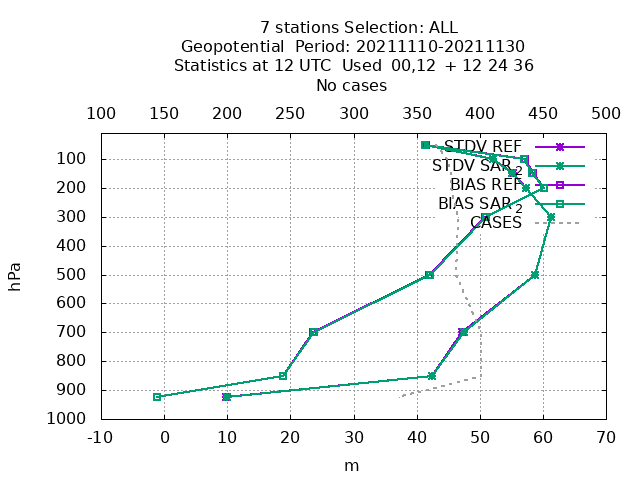 7 stations Selection: ALL
Geopotential  Period: 20211110-20211130
Statistics at 12 UTC  Used  00,12  + 12 24 36
No cases
100 150 200 250 300 350 400 450 500
STDV REF
STDV SAR₂
BIAS REF
BIAS SAR₂
CASES
hPa
100
200
300
400
500
600
700
800
900
1000
-10 0 10 20 30 40 50 60 70
m